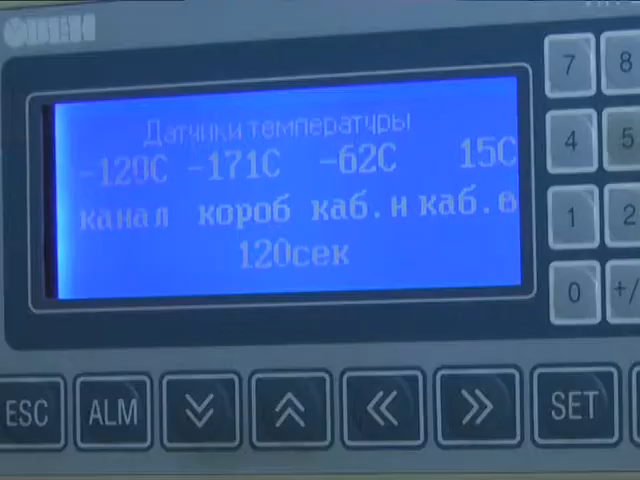 ОВЕН
Датчики температуры
-120С -171С -62С 15С
канал короб каб.н каб.в
120сек
7 8
4 5
1 2
0 +/
ESC ALM SET